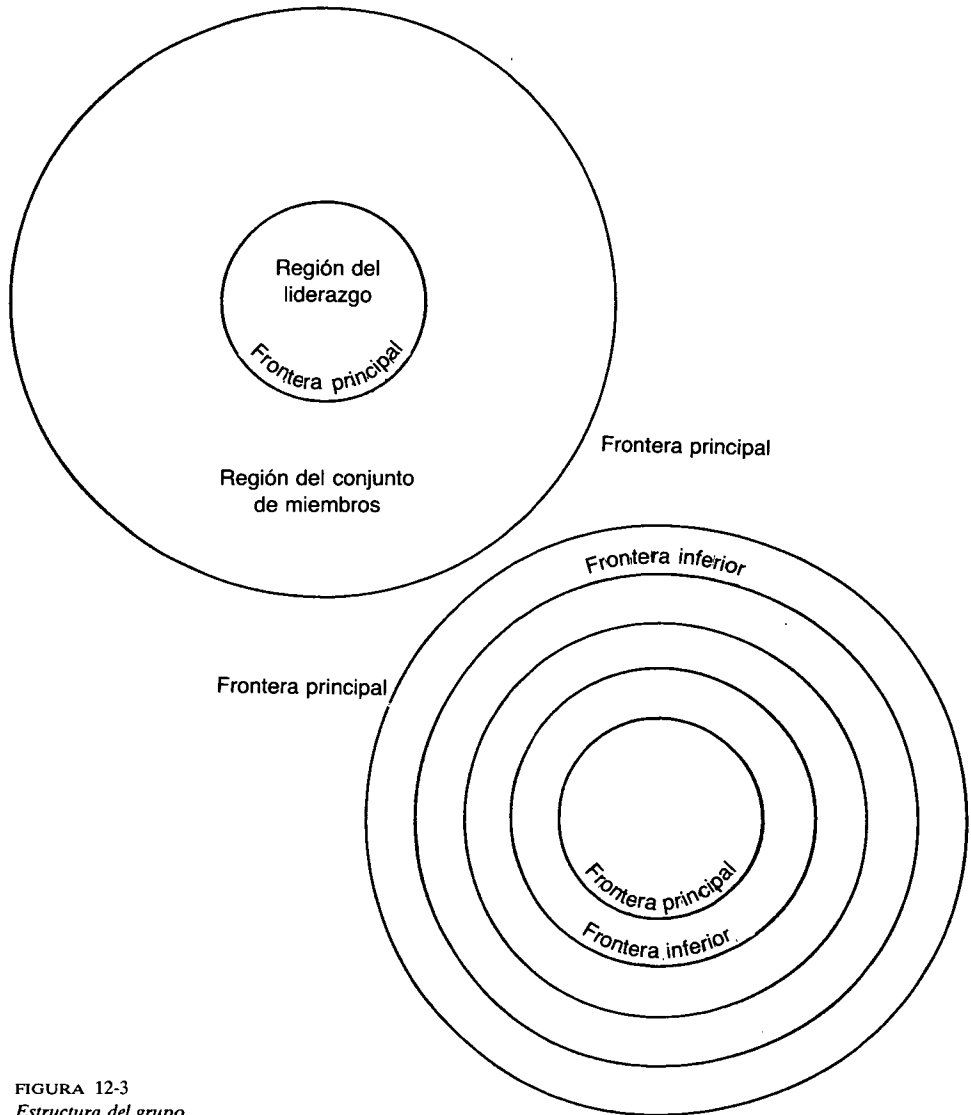 Región del
liderazgo
Frontera principal
Frontera principal
Región del conjunto
de miembros
Frontera inferior
Frontera principal
Frontera principal
Frontera inferior
FIGURA 12-3
Estructura del grupo